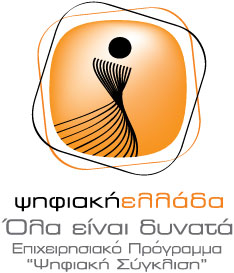 ψηφιακήελλάδα
Όλα είναι δυνατά
Επιχειρησιακό Πρόγραμμα
“Ψηφιακή Σύγκλιση”